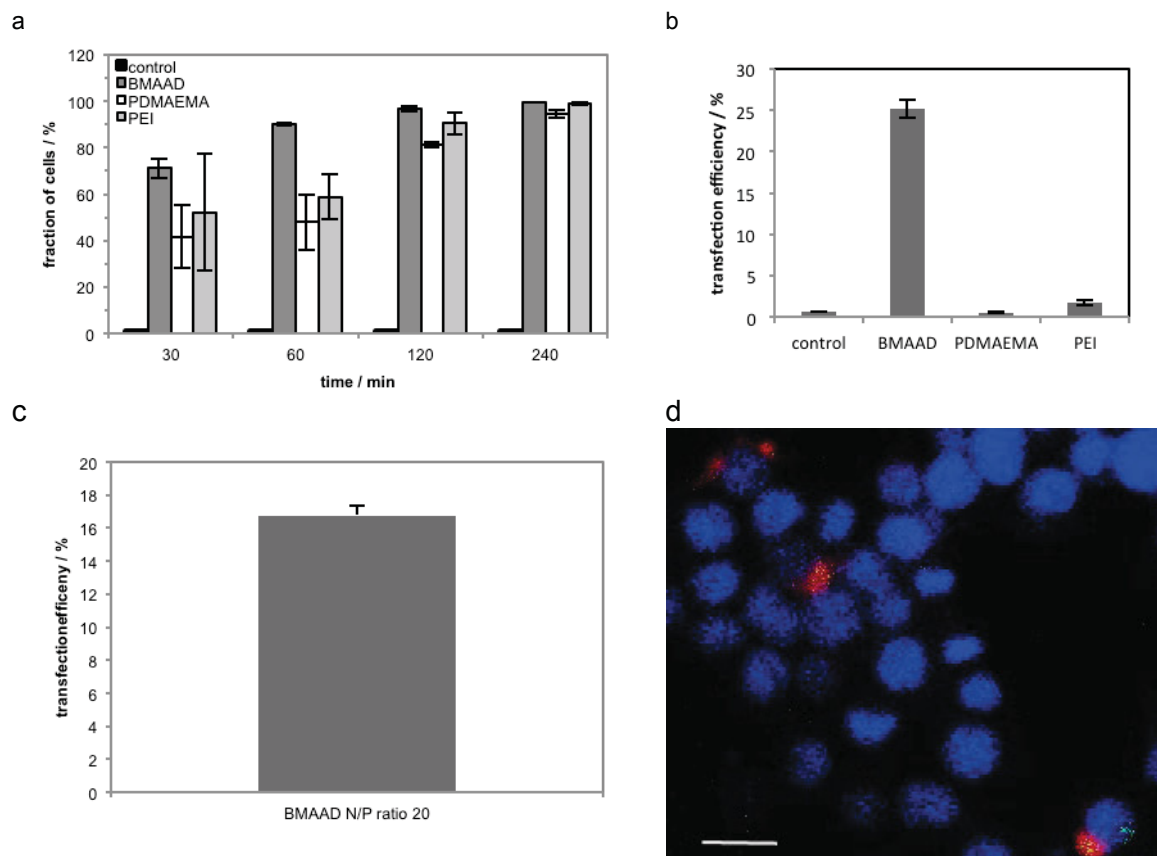 a
120
100
80
60
40
20
0
fraction of cells / %
control
BMAAD
PDMAEMA
PEI
30 60 120 240
time / min
b
30
25
20
15
10
5
0
transfection efficiency / %
control BMAAD PDMAEMA PEI
c
20
18
16
14
12
10
8
6
4
2
0
transfectionefficeny / %
BMAAD N/P ratio 20
d